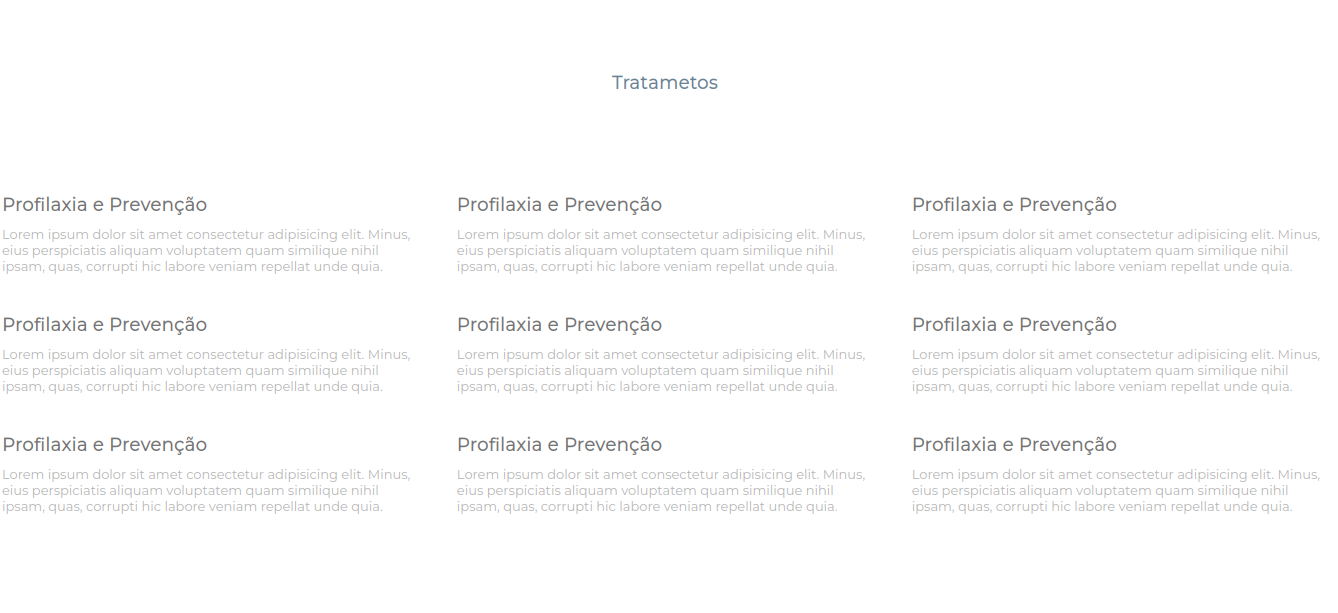 Tratametos
Profilaxia e Prevenção
Lorem ipsum dolor sit amet consectetur adipisicing elit. Minus,
eius perspiciatis aliquam voluptatem quam similique nihil
ipsam, quas, corrupti hic labore veniam repellat unde quia.
Profilaxia e Prevenção
Lorem ipsum dolor sit amet consectetur adipisicing elit. Minus,
eius perspiciatis aliquam voluptatem quam similique nihil
ipsam, quas, corrupti hic labore veniam repellat unde quia.
Profilaxia e Prevenção
Lorem ipsum dolor sit amet consectetur adipisicing elit. Minus,
eius perspiciatis aliquam voluptatem quam similique nihil
ipsam, quas, corrupti hic labore veniam repellat unde quia.
Profilaxia e Prevenção
Lorem ipsum dolor sit amet consectetur adipisicing elit. Minus,
eius perspiciatis aliquam voluptatem quam similique nihil
ipsam, quas, corrupti hic labore veniam repellat unde quia.
Profilaxia e Prevenção
Lorem ipsum dolor sit amet consectetur adipisicing elit. Minus,
eius perspiciatis aliquam voluptatem quam similique nihil
ipsam, quas, corrupti hic labore veniam repellat unde quia.
Profilaxia e Prevenção
Lorem ipsum dolor sit amet consectetur adipisicing elit. Minus,
eius perspiciatis aliquam voluptatem quam similique nihil
ipsam, quas, corrupti hic labore veniam repellat unde quia.
Profilaxia e Prevenção
Lorem ipsum dolor sit amet consectetur adipisicing elit. Minus,
eius perspiciatis aliquam voluptatem quam similique nihil
ipsam, quas, corrupti hic labore veniam repellat unde quia.
Profilaxia e Prevenção
Lorem ipsum dolor sit amet consectetur adipisicing elit. Minus,
eius perspiciatis aliquam voluptatem quam similique nihil
ipsam, quas, corrupti hic labore veniam repellat unde quia.
Profilaxia e Prevenção
Lorem ipsum dolor sit amet consectetur adipisicing elit. Minus,
eius perspiciatis aliquam voluptatem quam similique nihil
ipsam, quas, corrupti hic labore veniam repellat unde quia.